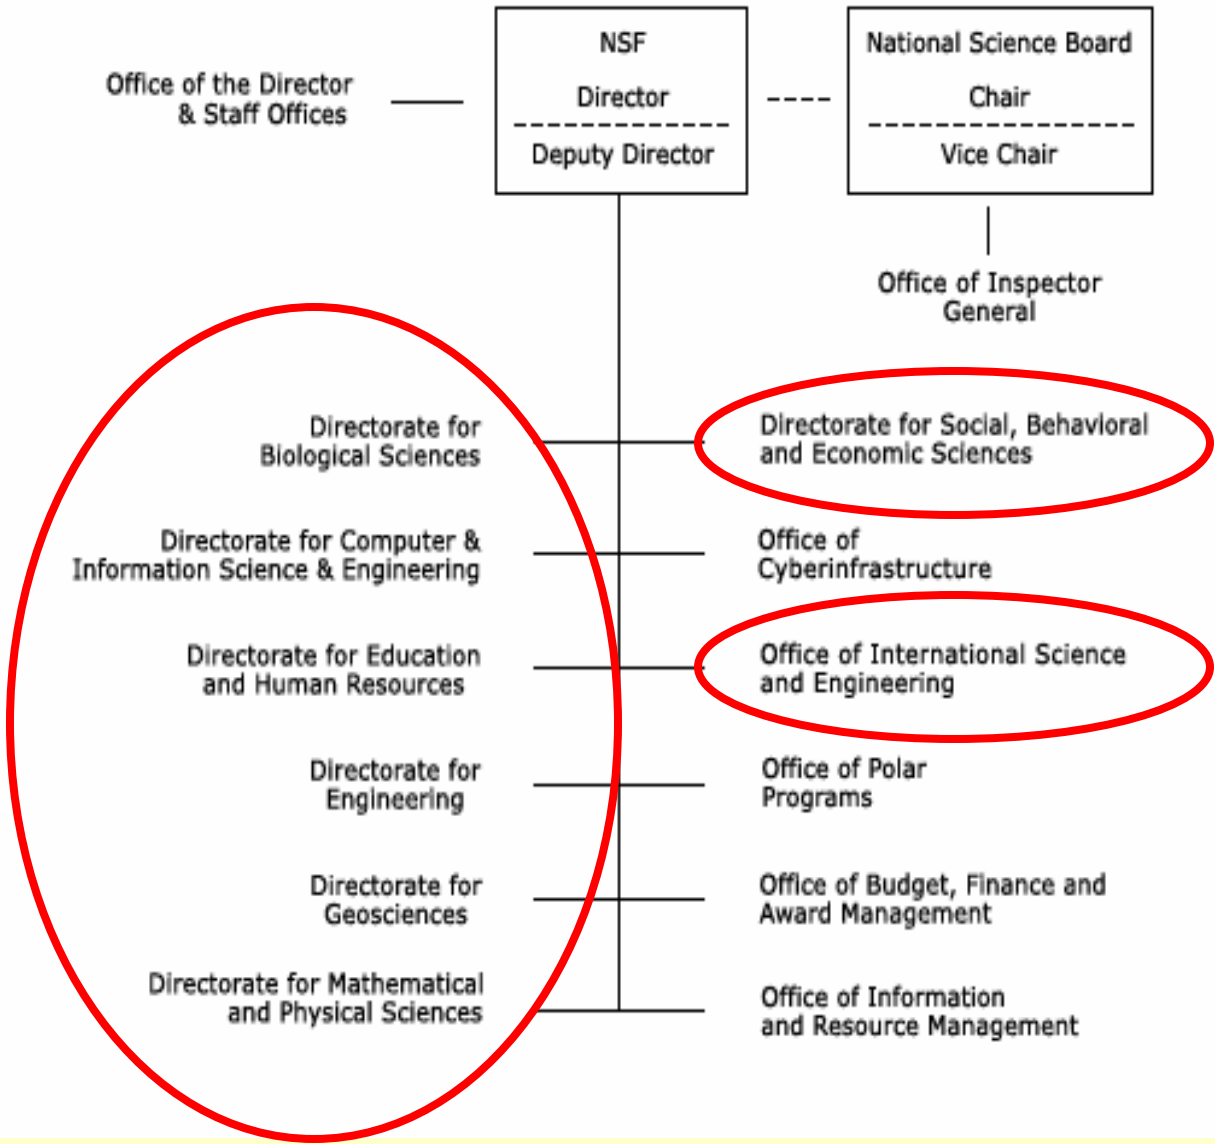 Office of the Director
& Staff Offices
NSF
Director
Deputy Director
National Science Board
Chair
Vice Chair
Office of Inspector
General
Directorate for
Biological Sciences
Directorate for Social, Behavioral
and Economic Sciences
Directorate for Computer &
Information Science & Engineering
Office of
Cyberinfrastructure
Directorate for Education
and Human Resources
Office of International Science
and Engineering
Directorate for
Engineering
Office of Polar
Programs
Directorate for
Geosciences
Office of Budget, Finance and
Award Management
Directorate for Mathematical
and Physical Sciences
Office of Information
and Resource Management